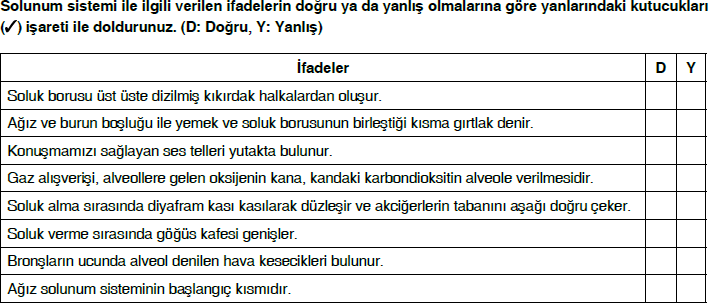 Solunum sistemi ile ilgili verilen ifadelerin doğru ya da yanlış olmalarına göre yanlarındaki kutucukları
(✓) işareti ile doldurunuz. (D: Doğru, Y: Yanlış)
İfadeler D Y
Soluk borusu üst üste dizilmiş kıkırdak halkalardan oluşur.
Ağız ve burun boşluğu ile yemek ve soluk borusunun birleştiği kısma gırtlak denir.
Konuşmamızı sağlayan ses telleri yutakta bulunur.
Gaz alışverişi, alveollere gelen oksijenin kana, kandaki karbondioksitin alveole verilmesidir.
Soluk alma sırasında diyafram kası kasılarak düzleşir ve akciğerlerin tabanını aşağı doğru çeker.
Soluk verme sırasında göğüs kafesi genişler.
Bronşların ucunda alveol denilen hava kesecikleri bulunur.
Ağız solunum sisteminin başlangıç kısmıdır.